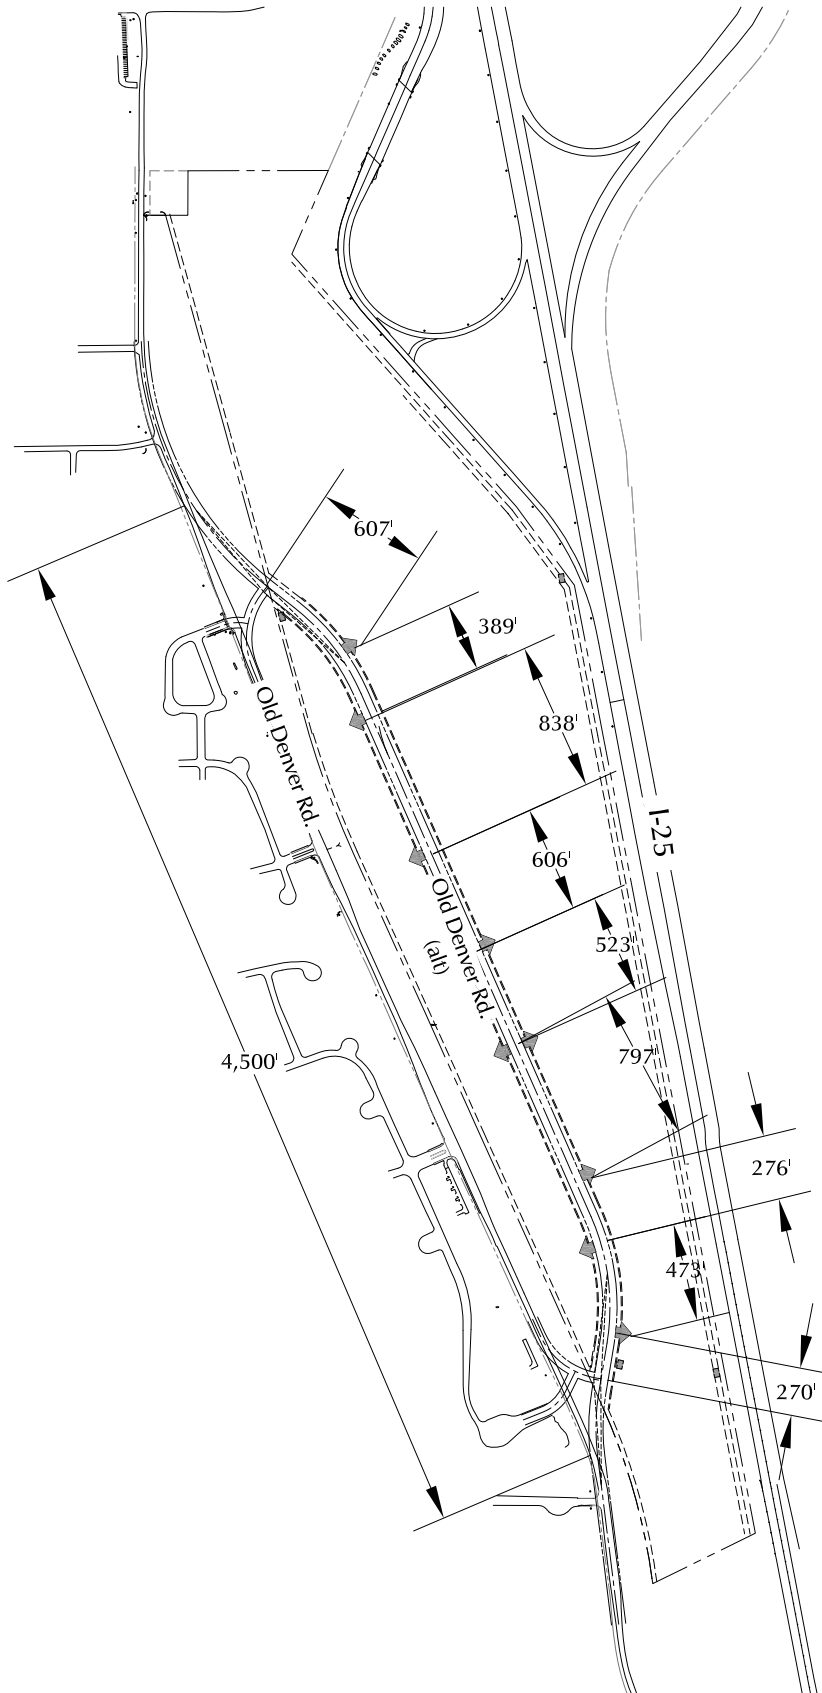 607'
389'
Old Denver Rd.
838'
I-25
606'
Old Denver Rd.
(alt)
523'
4,500'
797'
276'
473'
270'